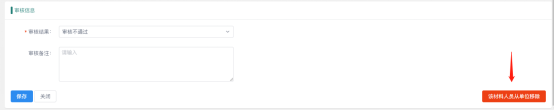 审核信息
* 审核结果： 审核不通过
审核备注： 请输入
保存 关闭 该材料人员从单位移除